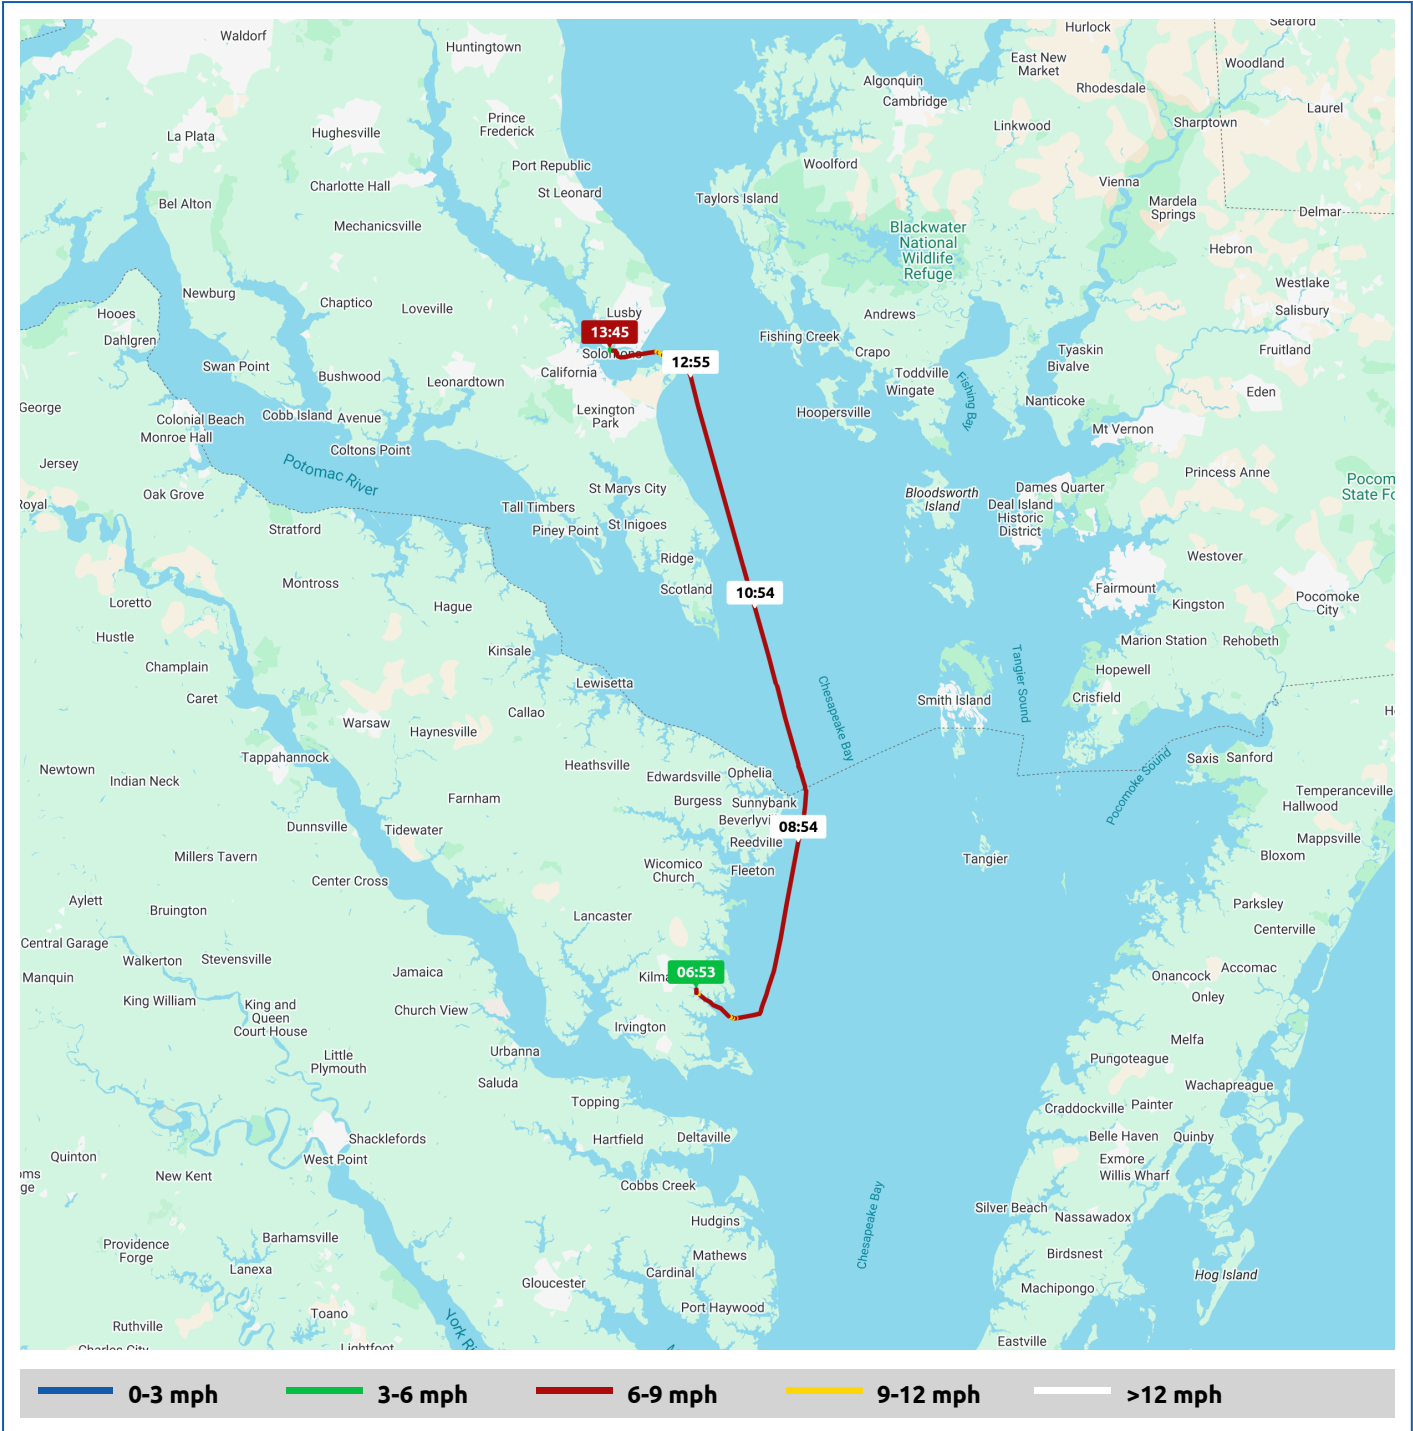 Waldorf
Huntingtown
Hurlock
Seaford
East New
Market
Woodland
Algonquin
Cambridge
Rhodesdale
Laurel
La Plata
Hughesville
Prince
Frederick
Linkwood
Sharptown
Port Republic
Woolford
Charlotte Hall
St Leonard
Taylors Island
Vienna
Bel Alton
Mardela
Springs
Delmar
Mechanicsville
Blackwater
National
Wildlife
Refuge
Hebron
Newburg
Chaptico
Loveville
Westlake
Hooes
Lusby
Andrews
Salisbury
Dahlgren
13:45
Fishing Creek
Solomons
12:55
Crapo
Tyaskin
Bivalve
Fruitland
Swan Point
Bushwood
Leonardtown
California
Toddville
Wingate
Fishing Bay
Eden
George
Colonial Beach
Cobb Island
Avenue
Lexington
Park
Hoopersville
Nanticoke
Monroe Hall
Coltons Point
Mt Vernon
Jersey
Potomac River
St Marys City
Princess Anne
Oak Grove
Bloodsworth
Island
Dames Quarter
Pocom
State Fo
Royal
Tall Timbers
Deal Island
Historic
District
Stratford
Piney Point
St Inigoes
Ridge
Westover
Montross
Scotland
10:54
Fairmount
Pocomoke
City
Loretto
Hague
Kingston
Hustle
Kinsale
Marion Station
Rehobeth
Champlain
Lewisetta
Chesapeake Bay
Tangier Sound
Hopewell
Caret
Callao
Smith Island
Crisfield
Warsaw
Haynesville
Tappahannock
Heathsville
Pocomoke Sound
Saxis
Sanford
Newtown
Indian Neck
Edwardsville
Ophelia
Farnham
Burgess
Sunnybank
Temperanceville
Hallwood
Dunnsville
Tidewater
Beverlyvi
08:54
Mappsville
Reedville
Millers Tavern
Wicomico
Church
Fleeton
Tangier
Bloxom
Center Cross
Aylett
Bruington
Lancaster
Parksley
Central Garage
Centerville
Walkerton
Stevensville
Manquin
Jamaica
Kilma
06:53
Onancock
Accomac
King William
King and
Queen
Court House
Church View
Onley
Irvington
Little
Plymouth
Urbanna
Melfa
Pungoteague
Saluda
Wachapreague
Topping
Craddockville
Painter
Shacklefords
Hartfield
Deltaville
Belle Haven
Quinby
Quinton
West Point
Exmore
New Kent
Willis Wharf
oms
ge
Cobbs Creek
Chesapeake Bay
Silver Beach
Nassawadox
Hudgins
Providence
Forge
Barhamsville
Mathews
Birdsnest
Lanexa
Gloucester
Cardinal
Hog Island
Machipongo
Toano
York Ri
Port Haywood
Ruthville
Eastville
Charles City
Lightfoot
0-3 mph
3-6 mph
6-9 mph
9-12 mph
>12 mph